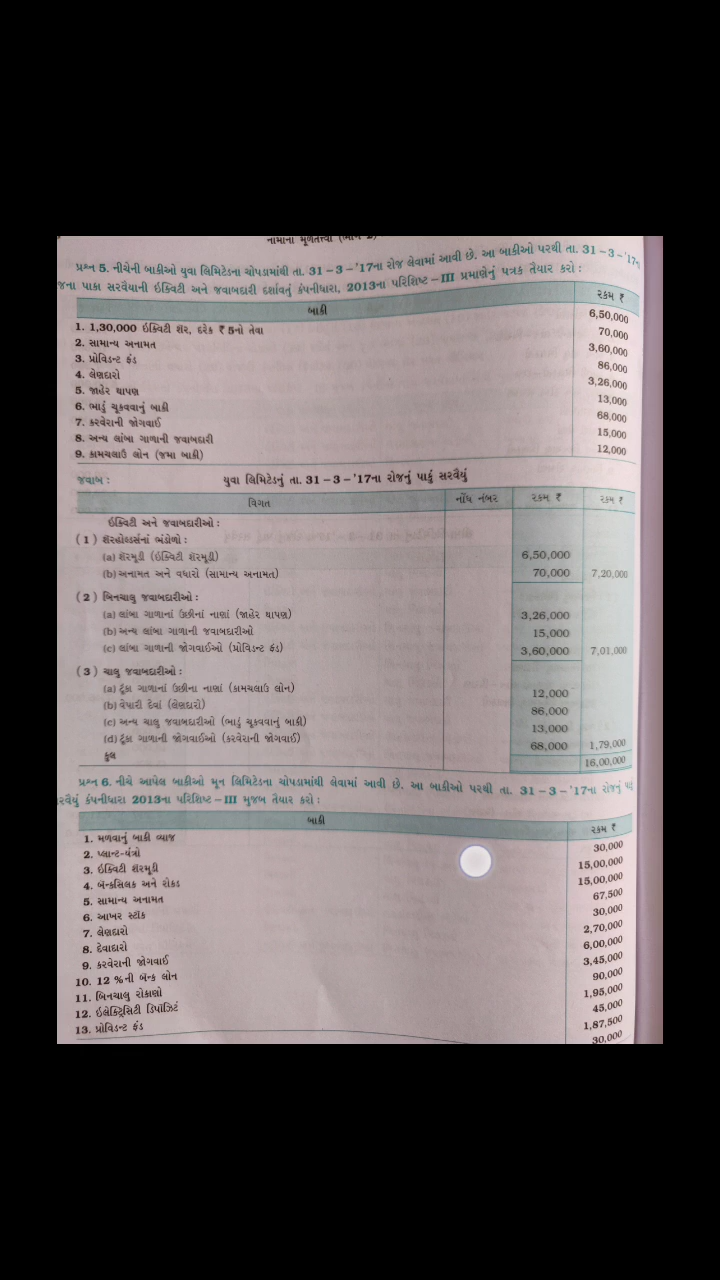 નામાનાં મૂળતત્ત્વો (ભાગ 2)
પ્રશ્ન 5. નીચેની બાકીઓ યુવા લિમિટેડના ચોપડામાંથી તા. 31 – 3 – '17ના રોજ લેવામાં આવી છે. આ બાકીઓ પરથી તા. 31 – 3 – '17ના
જના પાકા સરવૈયાની ઇક્વિટી અને જવાબદારી દર્શાવતું કંપનીધારા, 2013ના પરિશિષ્ટ – III પ્રમાણેનું પત્રક તૈયાર કરો :
બાકી રકમ ₹
1. 1,30,000 ઇક્વિટી શૅર, દરેક ₹ 5નો તેવા 6,50,000
2. સામાન્ય અનામત 70,000
3. પ્રોવિડન્ટ ફંડ 3,60,000
4. લેણદારો 86,000
5. જાહેર થાપણ 3,26,000
6. ભાડું ચૂકવવાનું બાકી 13,000
7. કરવેરાની જોગવાઈ 68,000
8. અન્ય લાંબા ગાળાની જવાબદારી 15,000
9. કામચલાઉ લોન (જમા બાકી) 12,000
જવાબ : યુવા લિમિટેડનું તા. 31 – 3 – '17ના રોજનું પાકું સરવૈયું
વિગત નોંધ નંબર રકમ ₹ રકમ ₹
ઇક્વિટી અને જવાબદારીઓ :
( 1 ) શૅરહોલ્ડર્સનાં ભંડોળો :
(a) શૅરમૂડી (ઇક્વિટી શૅરમૂડી) 6,50,000
(b) અનામત અને વધારો (સામાન્ય અનામત) 70,000 7,20,000
( 2 ) બિનચાલુ જવાબદારીઓ :
(a) લાંબા ગાળાનાં ઉછીનાં નાણાં (જાહેર થાપણ) 3,26,000
(b) અન્ય લાંબા ગાળાની જવાબદારીઓ 15,000
(c) લાંબા ગાળાની જોગવાઈઓ (પ્રોવિડન્ટ ફંડ) 3,60,000 7,01,000
( 3 ) ચાલુ જવાબદારીઓ :
(a) ટૂંકા ગાળાનાં ઉછીના નાણાં (કામચલાઉ લોન) 12,000
(b) વેપારી દેવાં (લેણદારો) 86,000
(c) અન્ય ચાલુ જવાબદારીઓ (ભાડું ચૂકવવાનું બાકી) 13,000
(d) ટૂંકા ગાળાની જોગવાઈઓ (કરવેરાની જોગવાઈ) 68,000 1,79,000
કુલ 16,00,000
પ્રશ્ન 6. નીચે આપેલ બાકીઓ મૂન લિમિટેડના ચોપડામાંથી લેવામાં આવી છે. આ બાકીઓ પરથી તા. 31 – 3 – '17ના રોજનું
રવૈયું કંપનીધારા 2013ના પરિશિષ્ટ – III મુજબ તૈયાર કરો :
બાકી રકમ ₹
1. મળવાનું બાકી વ્યાજ 30,000
2. પ્લાન્ટ-યંત્રો 15,00,000
3. ઇક્વિટી શૅરમૂડી 15,00,000
4. બૅન્કસિલક અને રોકડ 67,500
5. સામાન્ય અનામત 30,000
6. આખર સ્ટૉક 2,70,000
7. લેણદારો 6,00,000
8. દેવાદારો 3,45,000
9. કરવેરાની જોગવાઈ 90,000
10. 12 %ની બૅન્ક લોન 1,95,000
11. બિનચાલુ રોકાણો 45,000
12. ઇલેક્ટ્રિસિટી ડિપૉઝિટ 1,87,500
13. પ્રોવિડન્ટ ફંડ 30,000